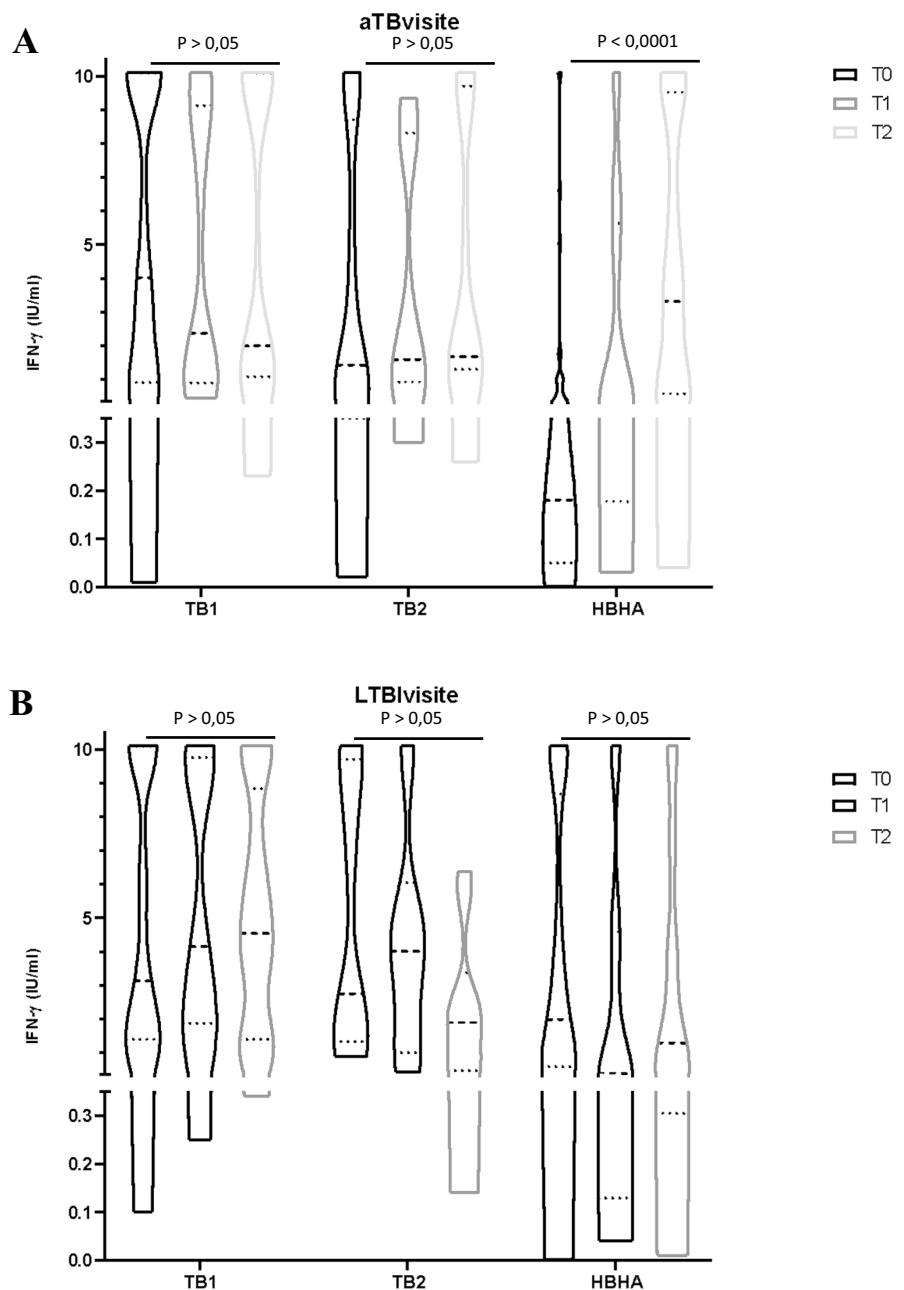 A
aTBvisite
P > 0,05
P > 0,05
P < 0,0001
T0
T1
T2
IFN-γ (IU/ml)
10
5
0.3
0.2
0.1
0.0
TB1
TB2
HBHA
B
LTBIvisite
P > 0,05
P > 0,05
P > 0,05
T0
T1
T2
IFN-γ (IU/ml)
10
5
0.3
0.2
0.1
0.0
TB1
TB2
HBHA